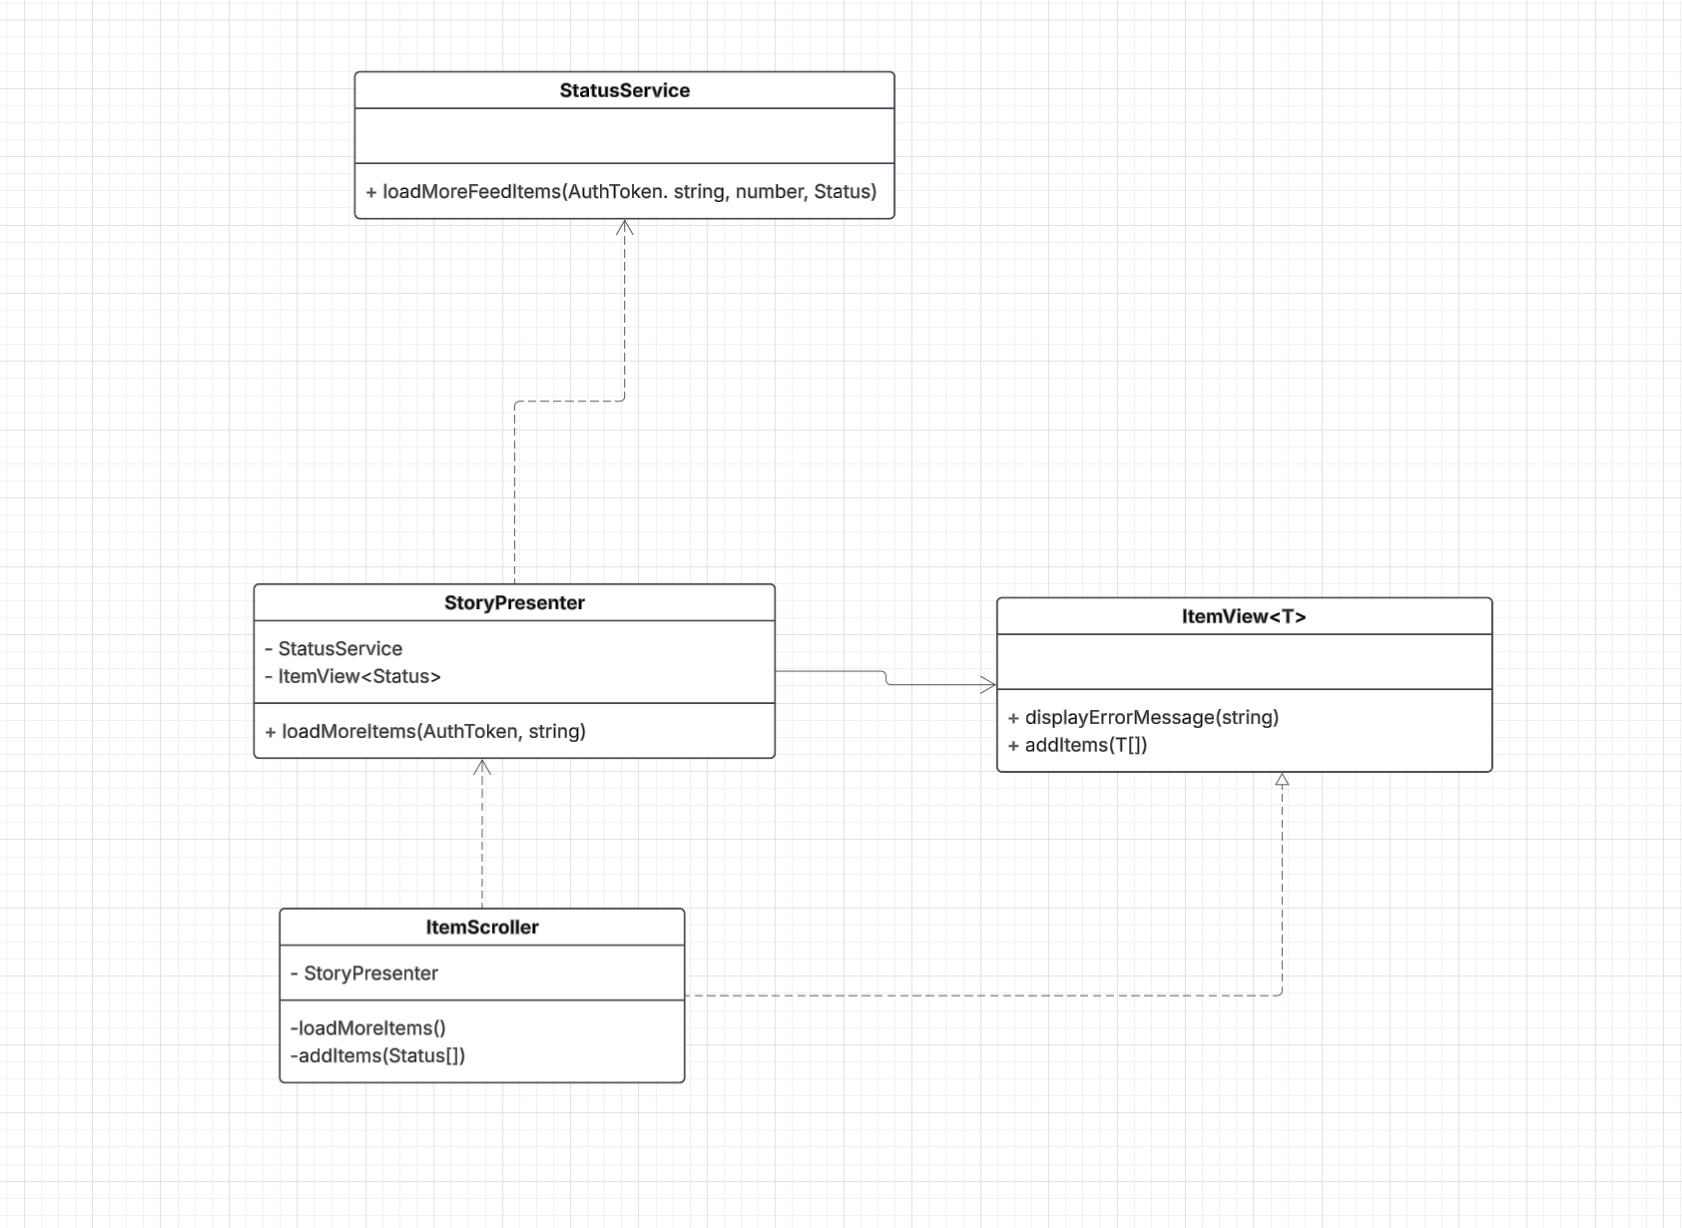 StatusService
+ loadMoreFeedItems(AuthToken. string, number, Status)
StoryPresenter
- StatusService
- ItemView<Status>
+ loadMoreItems(AuthToken, string)
ItemView<T>
+ displayErrorMessage(string)
+ addItems(T[])
ItemScroller
- StoryPresenter
-loadMoreItems()
-addItems(Status[])